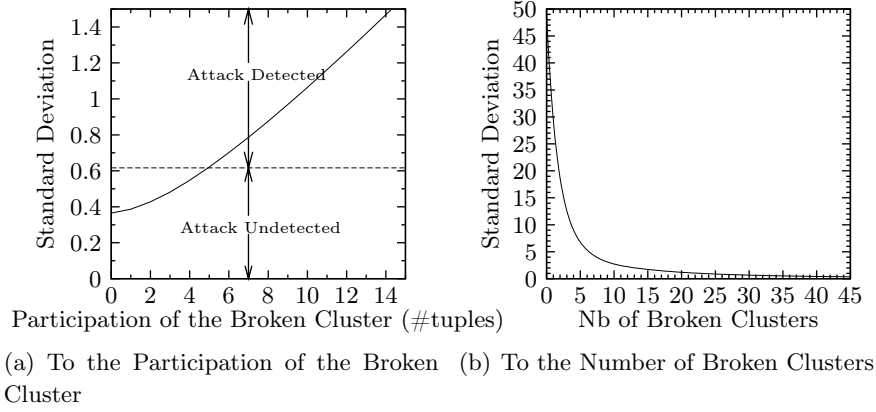 Standard Deviation
1.4
1.2
1
0.8
0.6
0.4
0.2
0
Attack Detected
Attack Undetected
0 2 4 6 8 10 12 14
Participation of the Broken Cluster (#tuples)
Standard Deviation
50
45
40
35
30
25
20
15
10
5
0
0 5 10 15 20 25 30 35 40 45
Nb of Broken Clusters
(a) To the Participation of the Broken
Cluster
(b) To the Number of Broken Clusters